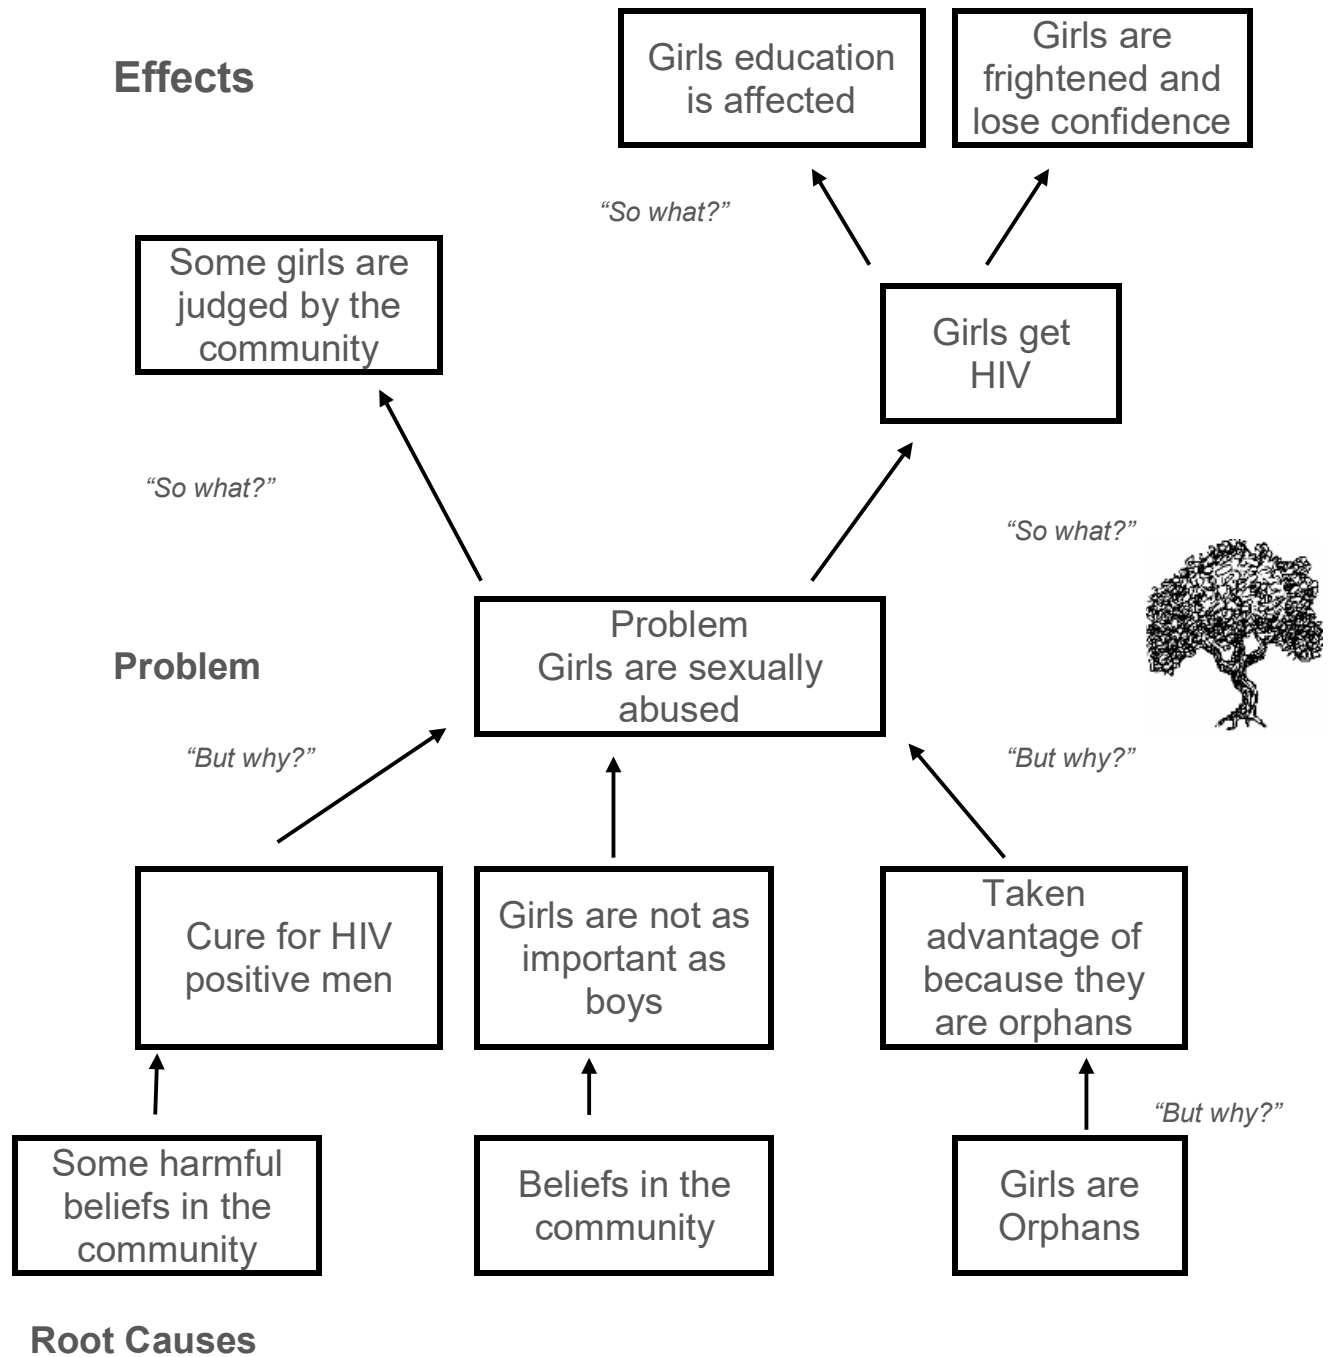 Effects
Girls education
is affected
Girls are
frightened and
lose confidence
“So what?”
Some girls are
judged by the
community
Girls get
HIV
“So what?”
“So what?”
Problem
Problem
Girls are sexually
abused
“But why?”
“But why?”
Cure for HIV
positive men
Girls are not as
important as
boys
Taken
advantage of
because they
are orphans
“But why?”
Some harmful
beliefs in the
community
Beliefs in the
community
Girls are
Orphans
Root Causes